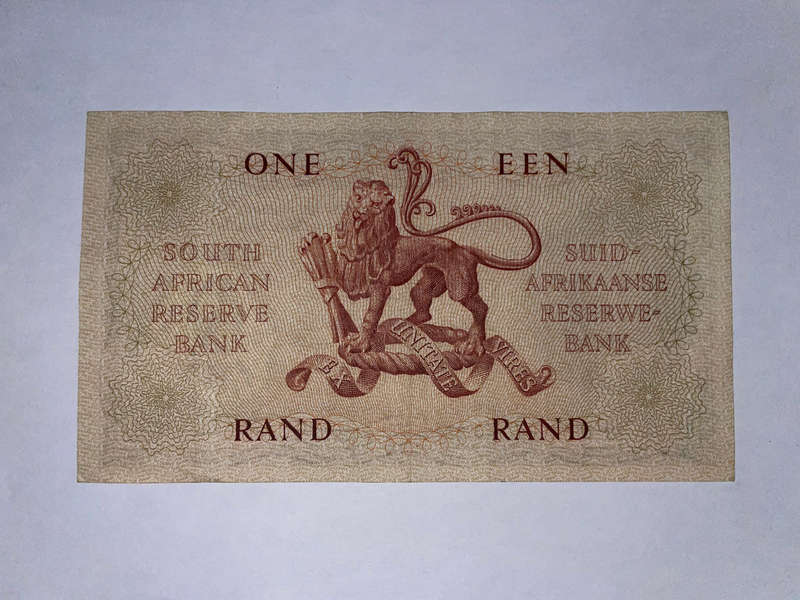 ONE EEN
SOUTH
AFRICAN
RESERVE
BANK
SUID-
AFRIKAANSE
RESERWE-
BANK
EX UNITATE VIRES
RAND RAND